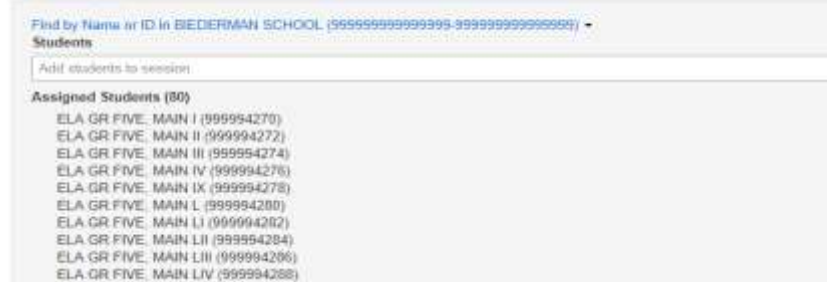 Find by Name or ID in BIEDERMAN SCHOOL (999999999999999-999999999999999) 
Students
Add students to session
Assigned Students (80)
ELA GR FIVE, MAIN I (999994270)
ELA GR FIVE, MAIN II (999994272)
ELA GR FIVE, MAIN III (999994274)
ELA GR FIVE, MAIN IV (999994276)
ELA GR FIVE, MAIN IX (999994278)
ELA GR FIVE, MAIN L (999994280)
ELA GR FIVE, MAIN LI (999994282)
ELA GR FIVE, MAIN LII (999994284)
ELA GR FIVE, MAIN LIII (999994286)
ELA GR FIVE, MAIN LIV (999994288)